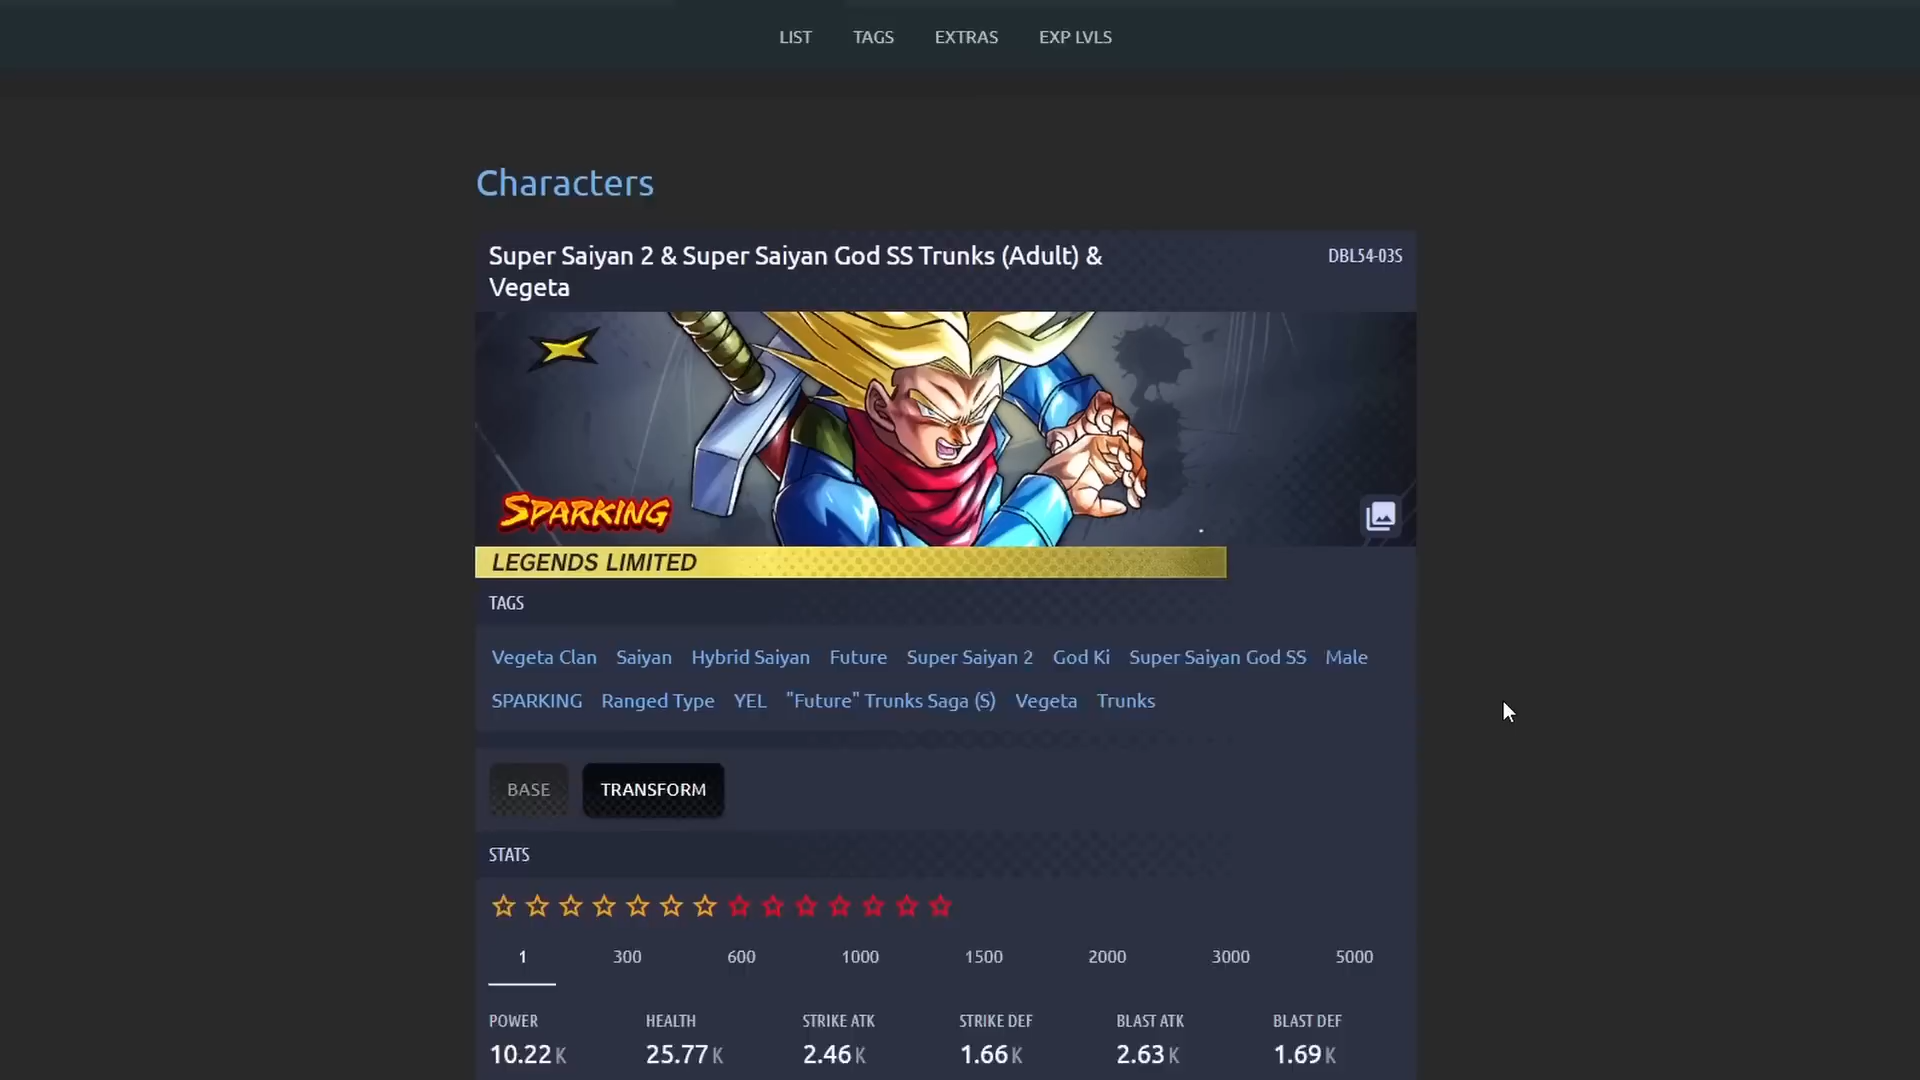 LIST TAGS EXTRAS EXP LVLS
Characters
Super Saiyan 2 & Super Saiyan God SS Trunks (Adult) &
Vegeta
DBL54-03S
SPARKING
LEGENDS LIMITED
TAGS
Vegeta Clan Saiyan Hybrid Saiyan Future Super Saiyan 2 God Ki Super Saiyan God SS Male
SPARKING Ranged Type YEL "Future" Trunks Saga (S) Vegeta Trunks
BASE TRANSFORM
STATS
1 300 600 1000 1500 2000 3000 5000
POWER HEALTH STRIKE ATK STRIKE DEF BLAST ATK BLAST DEF
10.22 K 25.77 K 2.46 K 1.66 K 2.63 K 1.69 K